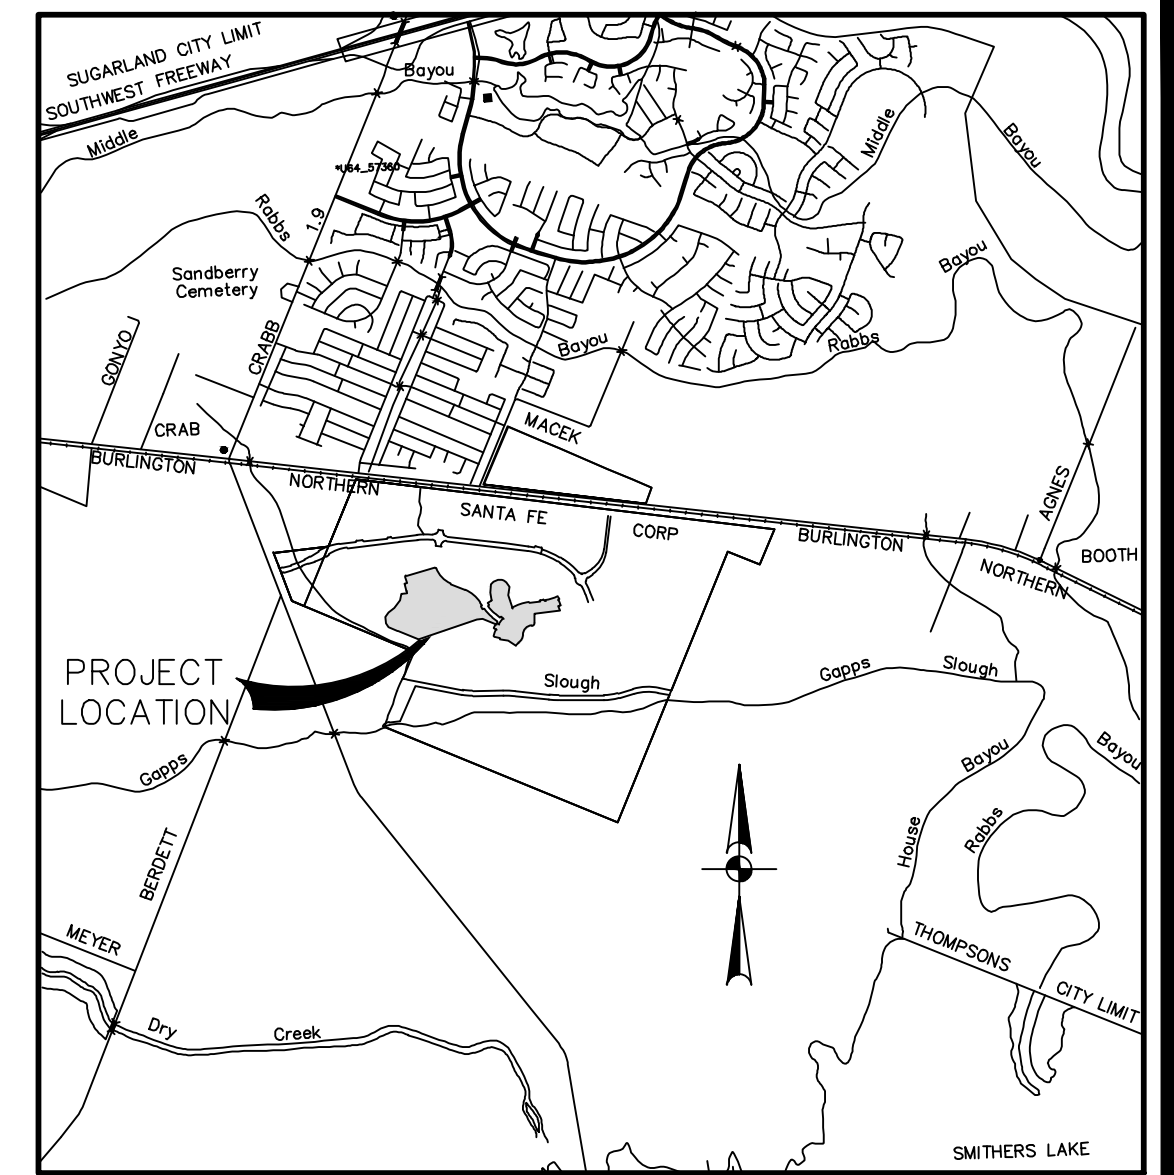 SUGARLAND CITY LIMIT
SOUTHWEST FREEWAY
Bayou
Middle
Middle
Bayou
*U64_57360
Rabbs
1.9
Sandberry
Cemetery
Bayou
GONYO
CRABB
Bayou
Rabbs
CRAB
MACEK
BURLINGTON
NORTHERN
SANTA FE
CORP
BURLINGTON
AGNES
BOOTH
NORTHERN
PROJECT
LOCATION
Slough
Gapps
Slough
Gapps
Bayou
Bayou
House
Rabbs
BERDETT
MEYER
THOMPSONS
CITY LIMIT
Dry
Creek
SMITHERS LAKE